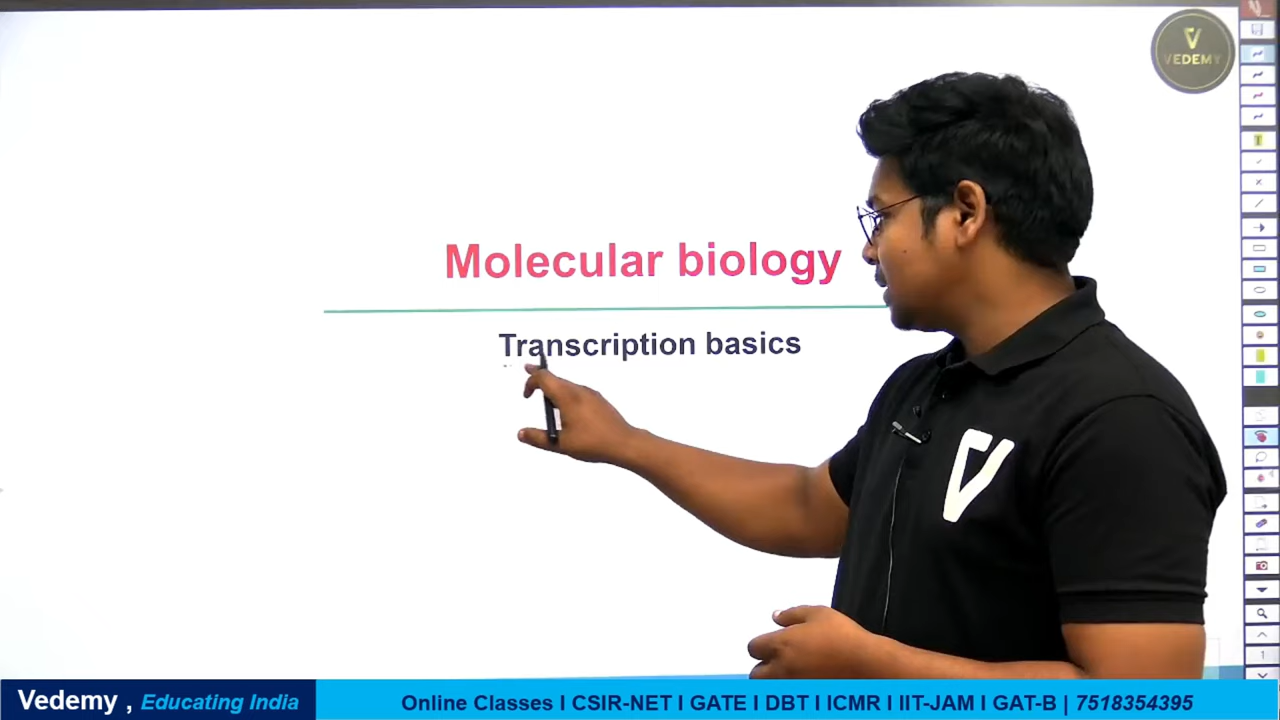 VEDEMY
Molecular biology
Transcription basics
1
Vedemy , Educating India
Online Classes I CSIR-NET I GATE I DBT I ICMR I IIT-JAM I GAT-B | 7518354395